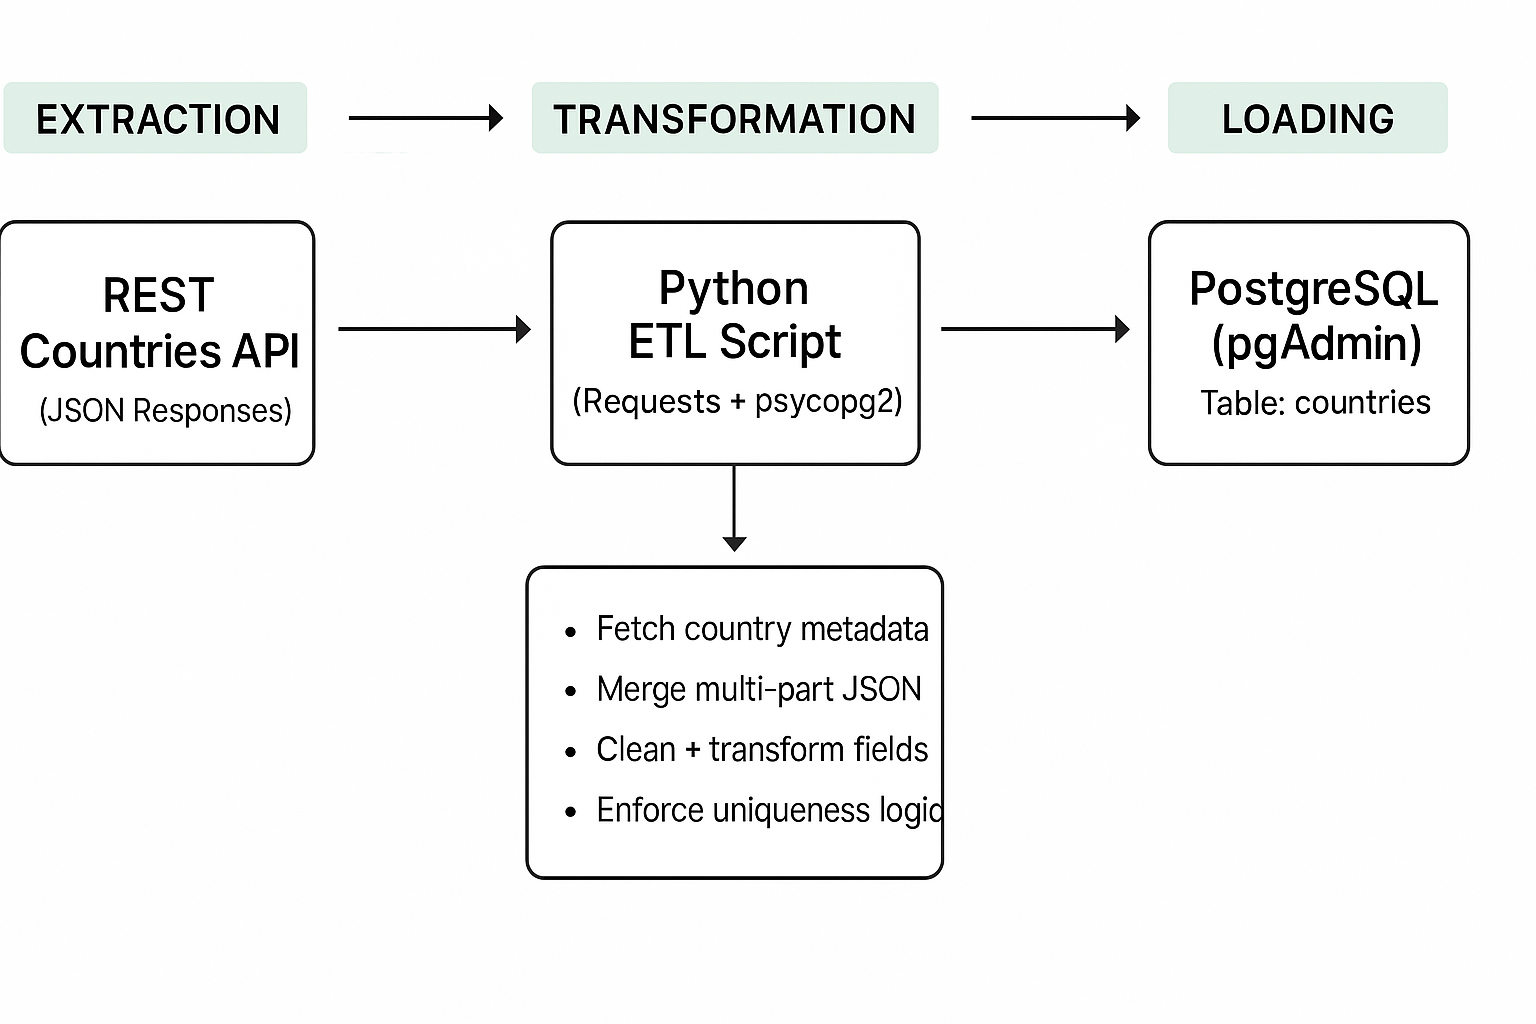 EXTRACTION
TRANSFORMATION
LOADING
REST
Countries API
(JSON Responses)
Python
ETL Script
(Requests + psycopg2)
PostgreSQL
(pgAdmin)
Table: countries
• Fetch country metadata
• Merge multi-part JSON
• Clean + transform fields
• Enforce uniqueness logic